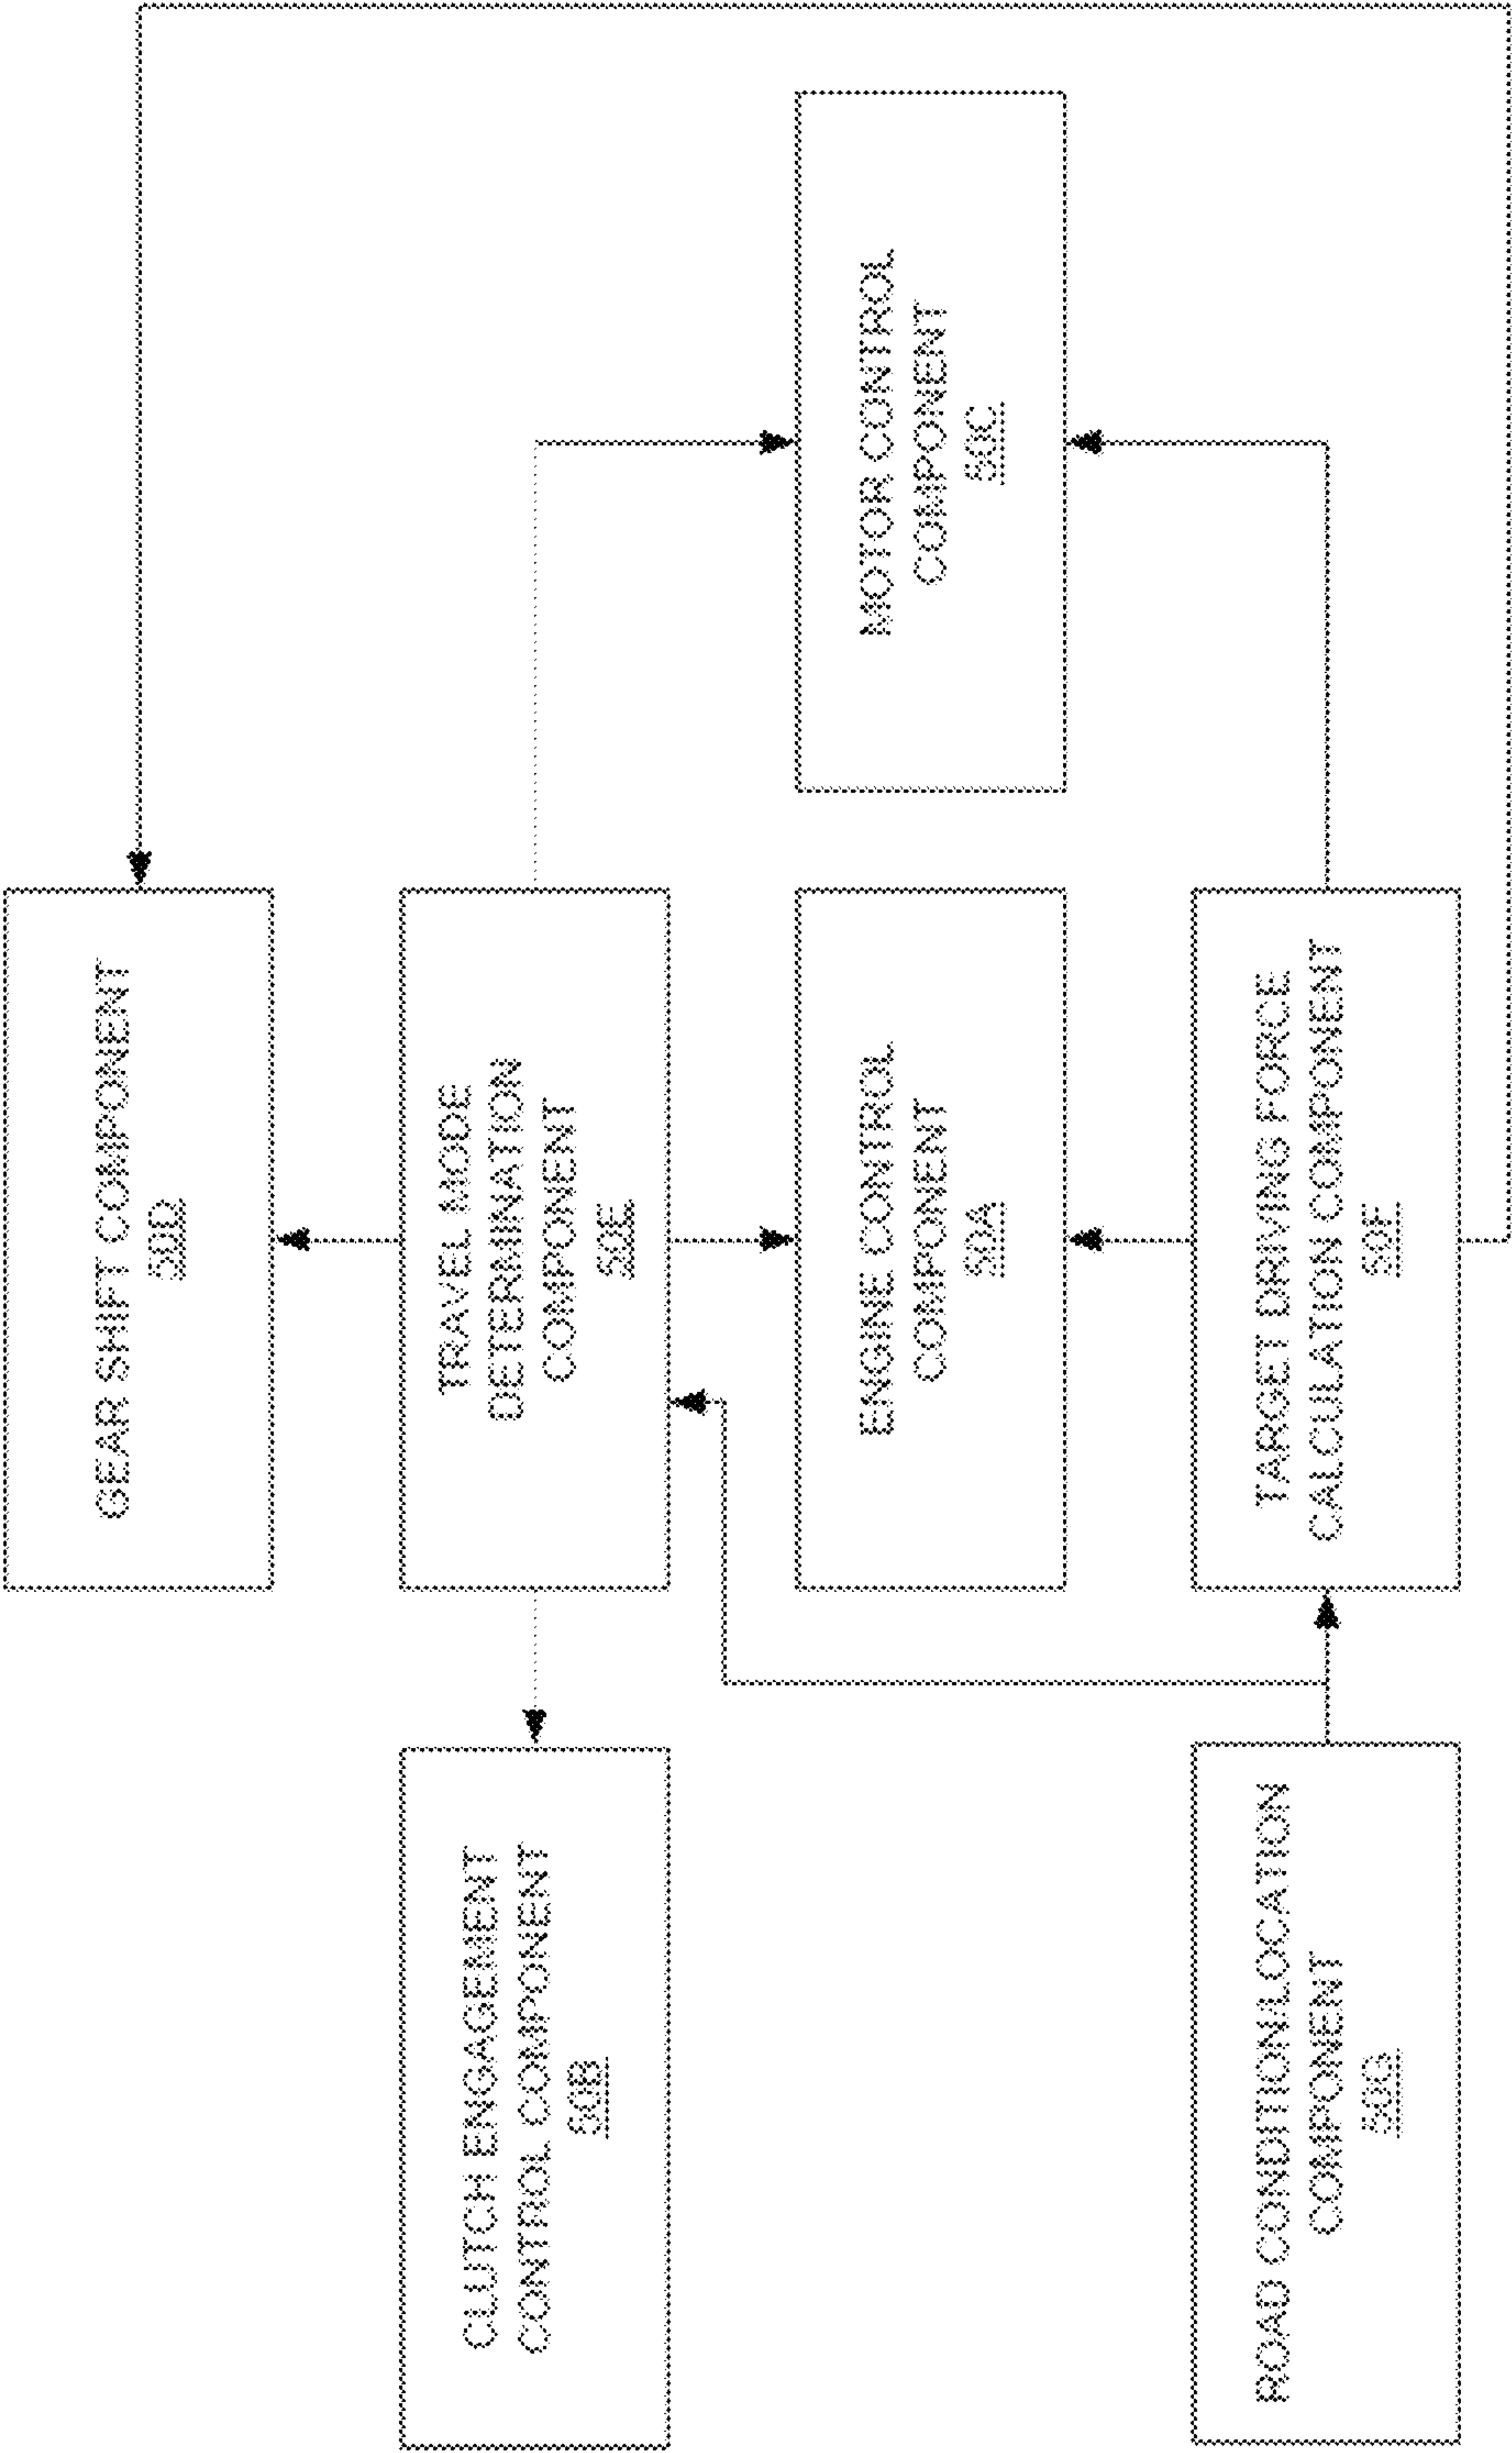 GEAR SHIFT COMPONENT
50D
CLUTCH ENGAGEMENT
CONTROL COMPONENT
50B
TRAVEL MODE
DETERMINATION
COMPONENT
50E
ENGINE CONTROL
COMPONENT
50A
MOTOR CONTROL
COMPONENT
50C
ROAD CONDITION/LOCATION
COMPONENT
50G
TARGET DRIVING FORCE
CALCULATION COMPONENT
50F